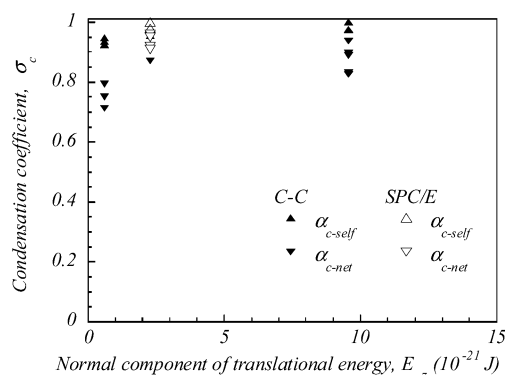 Condensation coefficient, σc
1
0.8
0.6
0.4
0.2
0
C-C SPC/E
▲ αc-self △ αc-self
▼ αc-net ▽ αc-net
0 5 10 15
Normal component of translational energy, E (10-21 J)